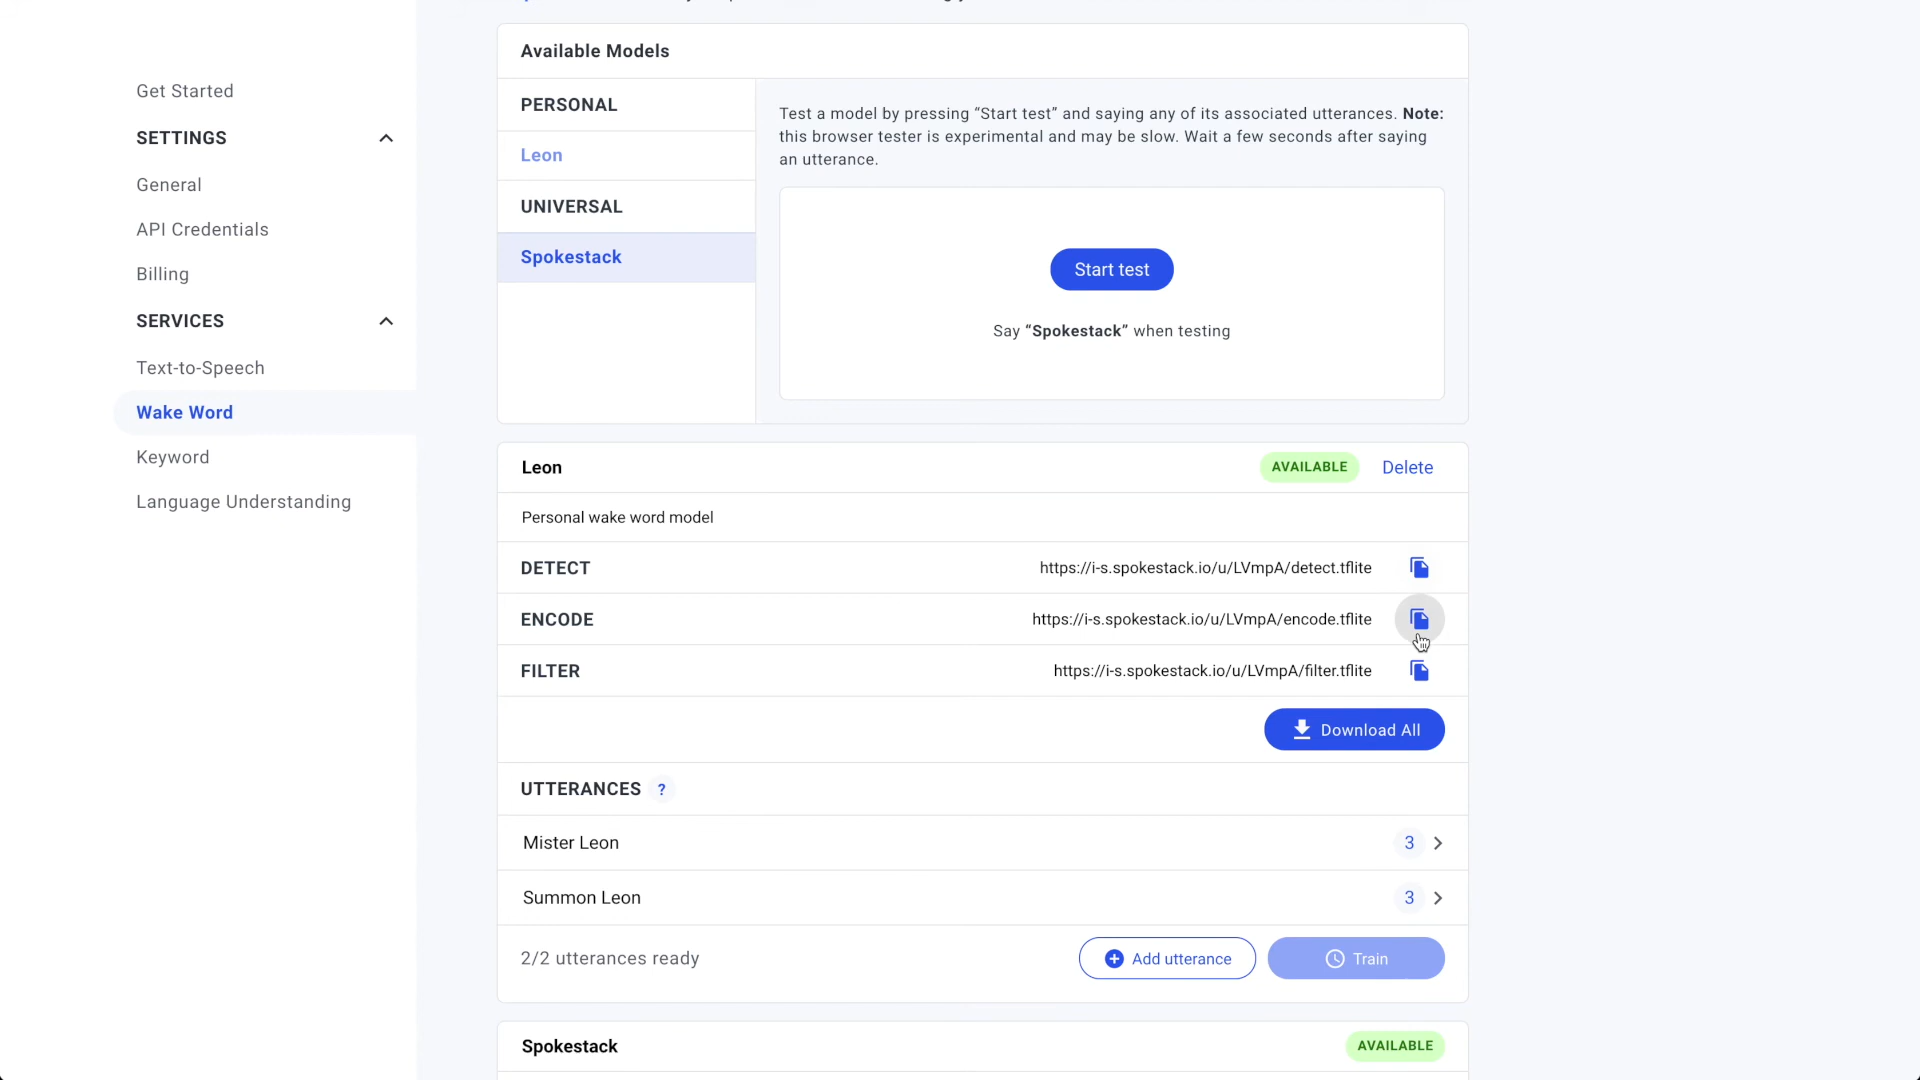 Get Started
SETTINGS
General
API Credentials
Billing
SERVICES
Text-to-Speech
Wake Word
Keyword
Language Understanding
Available Models
PERSONAL
Leon
UNIVERSAL
Spokestack
Test a model by pressing “Start test” and saying any of its associated utterances. Note:
this browser tester is experimental and may be slow. Wait a few seconds after saying
an utterance.
Start test
Say “Spokestack” when testing
Leon
AVAILABLE
Delete
Personal wake word model
DETECT
https://i-s.spokestack.io/u/LVmpA/detect.tflite
ENCODE
https://i-s.spokestack.io/u/LVmpA/encode.tflite
FILTER
https://i-s.spokestack.io/u/LVmpA/filter.tflite
Download All
UTTERANCES ?
Mister Leon
3
Summon Leon
3
2/2 utterances ready
Add utterance
Train
Spokestack
AVAILABLE